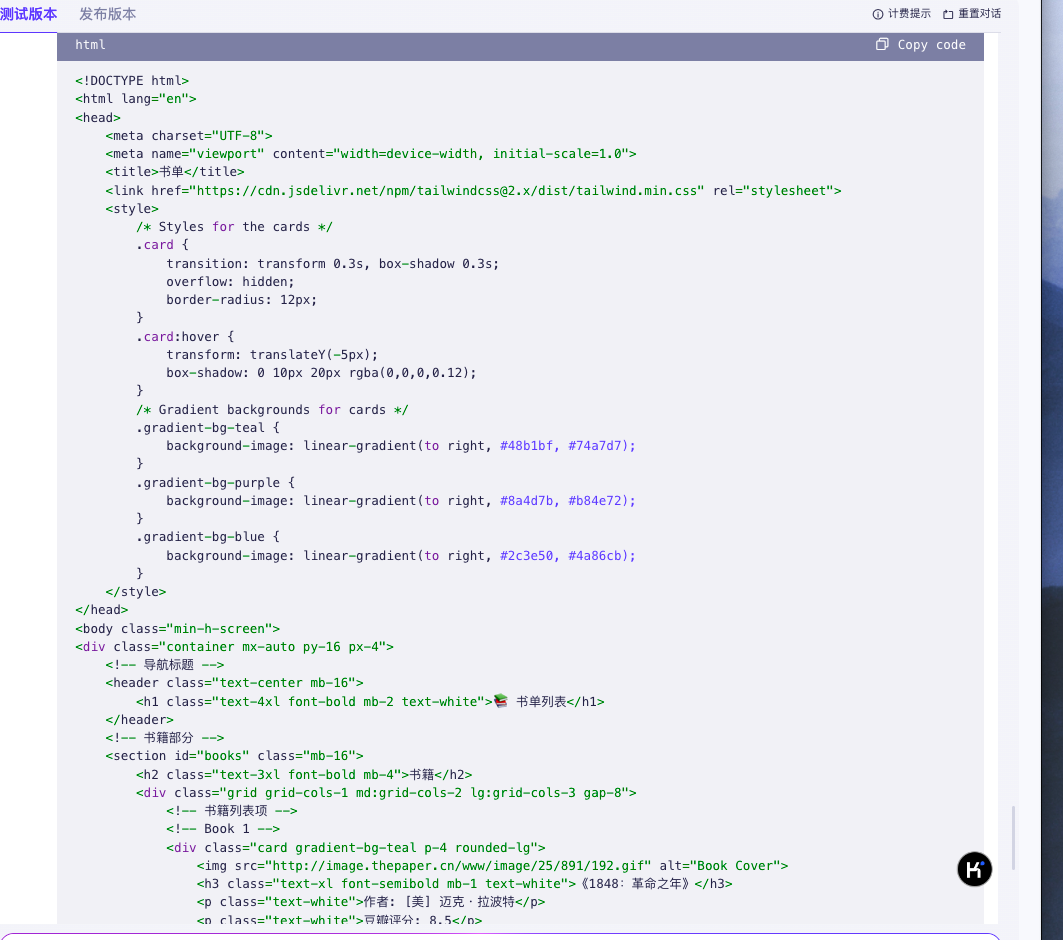 测试版本 发布版本 计费提示 重置对话
html Copy code
<!DOCTYPE html>
<html lang="en">
<head>
    <meta charset="UTF-8">
    <meta name="viewport" content="width=device-width, initial-scale=1.0">
    <title>书单</title>
    <link href="https://cdn.jsdelivr.net/npm/tailwindcss@2.x/dist/tailwind.min.css" rel="stylesheet">
    <style>
        /* Styles for the cards */
        .card {
            transition: transform 0.3s, box-shadow 0.3s;
            overflow: hidden;
            border-radius: 12px;
        }
        .card:hover {
            transform: translateY(-5px);
            box-shadow: 0 10px 20px rgba(0,0,0,0.12);
        }
        /* Gradient backgrounds for cards */
        .gradient-bg-teal {
            background-image: linear-gradient(to right, #48b1bf, #74a7d7);
        }
        .gradient-bg-purple {
            background-image: linear-gradient(to right, #8a4d7b, #b84e72);
        }
        .gradient-bg-blue {
            background-image: linear-gradient(to right, #2c3e50, #4a86cb);
        }
    </style>
</head>
<body class="min-h-screen">
<div class="container mx-auto py-16 px-4">
    <!-- 导航标题 -->
    <header class="text-center mb-16">
        <h1 class="text-4xl font-bold mb-2 text-white">📚 书单列表</h1>
    </header>
    <!-- 书籍部分 -->
    <section id="books" class="mb-16">
        <h2 class="text-3xl font-bold mb-4">书籍</h2>
        <div class="grid grid-cols-1 md:grid-cols-2 lg:grid-cols-3 gap-8">
            <!-- 书籍列表项 -->
            <!-- Book 1 -->
            <div class="card gradient-bg-teal p-4 rounded-lg">
                <img src="http://image.thepaper.cn/www/image/25/891/192.gif" alt="Book Cover">
                <h3 class="text-xl font-semibold mb-1 text-white">《1848：革命之年》</h3>
                <p class="text-white">作者: [美] 迈克·拉波特</p>
                <p class="text-white">豆瓣评分: 8.5</p>